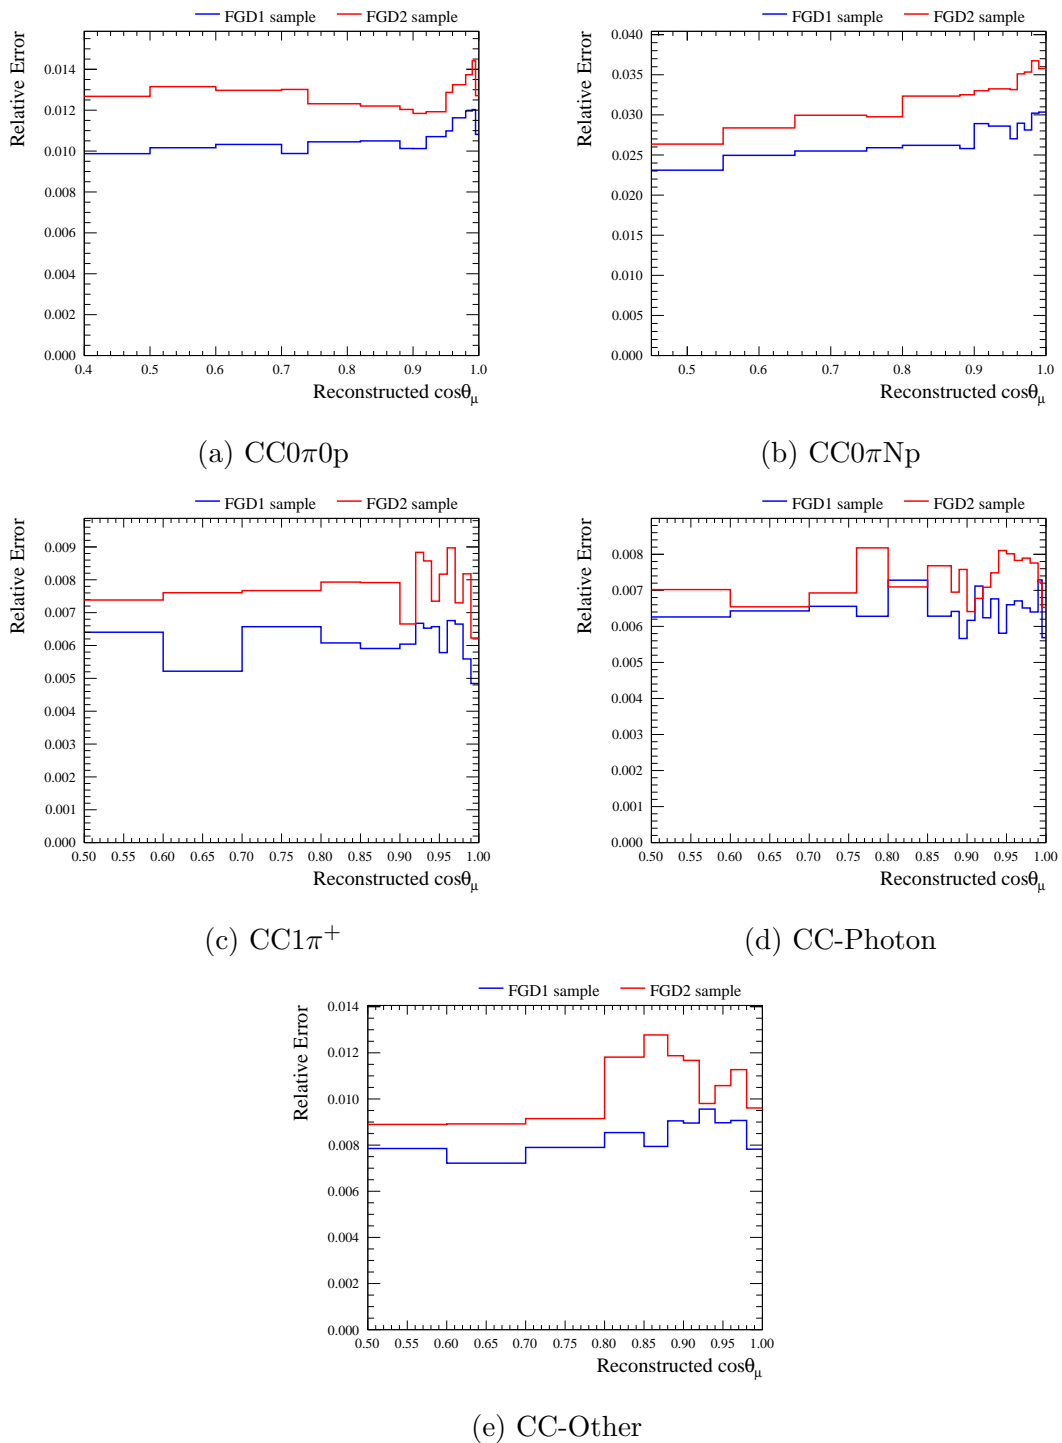 FGD1 sample FGD2 sample
Relative Error
0.014
0.012
0.010
0.008
0.006
0.004
0.002
0.000
0.4 0.5 0.6 0.7 0.8 0.9 1.0
Reconstructed cosθμ
(a) CC0π0p
FGD1 sample FGD2 sample
Relative Error
0.040
0.035
0.030
0.025
0.020
0.015
0.010
0.005
0.000
0.5 0.6 0.7 0.8 0.9 1.0
Reconstructed cosθμ
(b) CC0πNp
FGD1 sample FGD2 sample
Relative Error
0.009
0.008
0.007
0.006
0.005
0.004
0.003
0.002
0.001
0.000
0.50 0.55 0.60 0.65 0.70 0.75 0.80 0.85 0.90 0.95 1.00
Reconstructed cosθμ
(c) CC1π⁺
FGD1 sample FGD2 sample
Relative Error
0.008
0.007
0.006
0.005
0.004
0.003
0.002
0.001
0.000
0.50 0.55 0.60 0.65 0.70 0.75 0.80 0.85 0.90 0.95 1.00
Reconstructed cosθμ
(d) CC-Photon
FGD1 sample FGD2 sample
Relative Error
0.014
0.012
0.010
0.008
0.006
0.004
0.002
0.000
0.50 0.55 0.60 0.65 0.70 0.75 0.80 0.85 0.90 0.95 1.00
Reconstructed cosθμ
(e) CC-Other